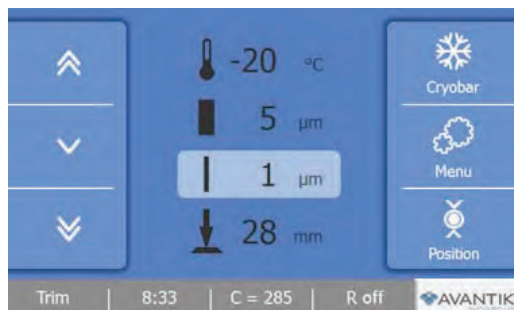 -20 °C
Cryobar
5 µm
Menu
1 µm
28 mm
Position
Trim | 8:33 | C = 285 | R off
AVANTIK